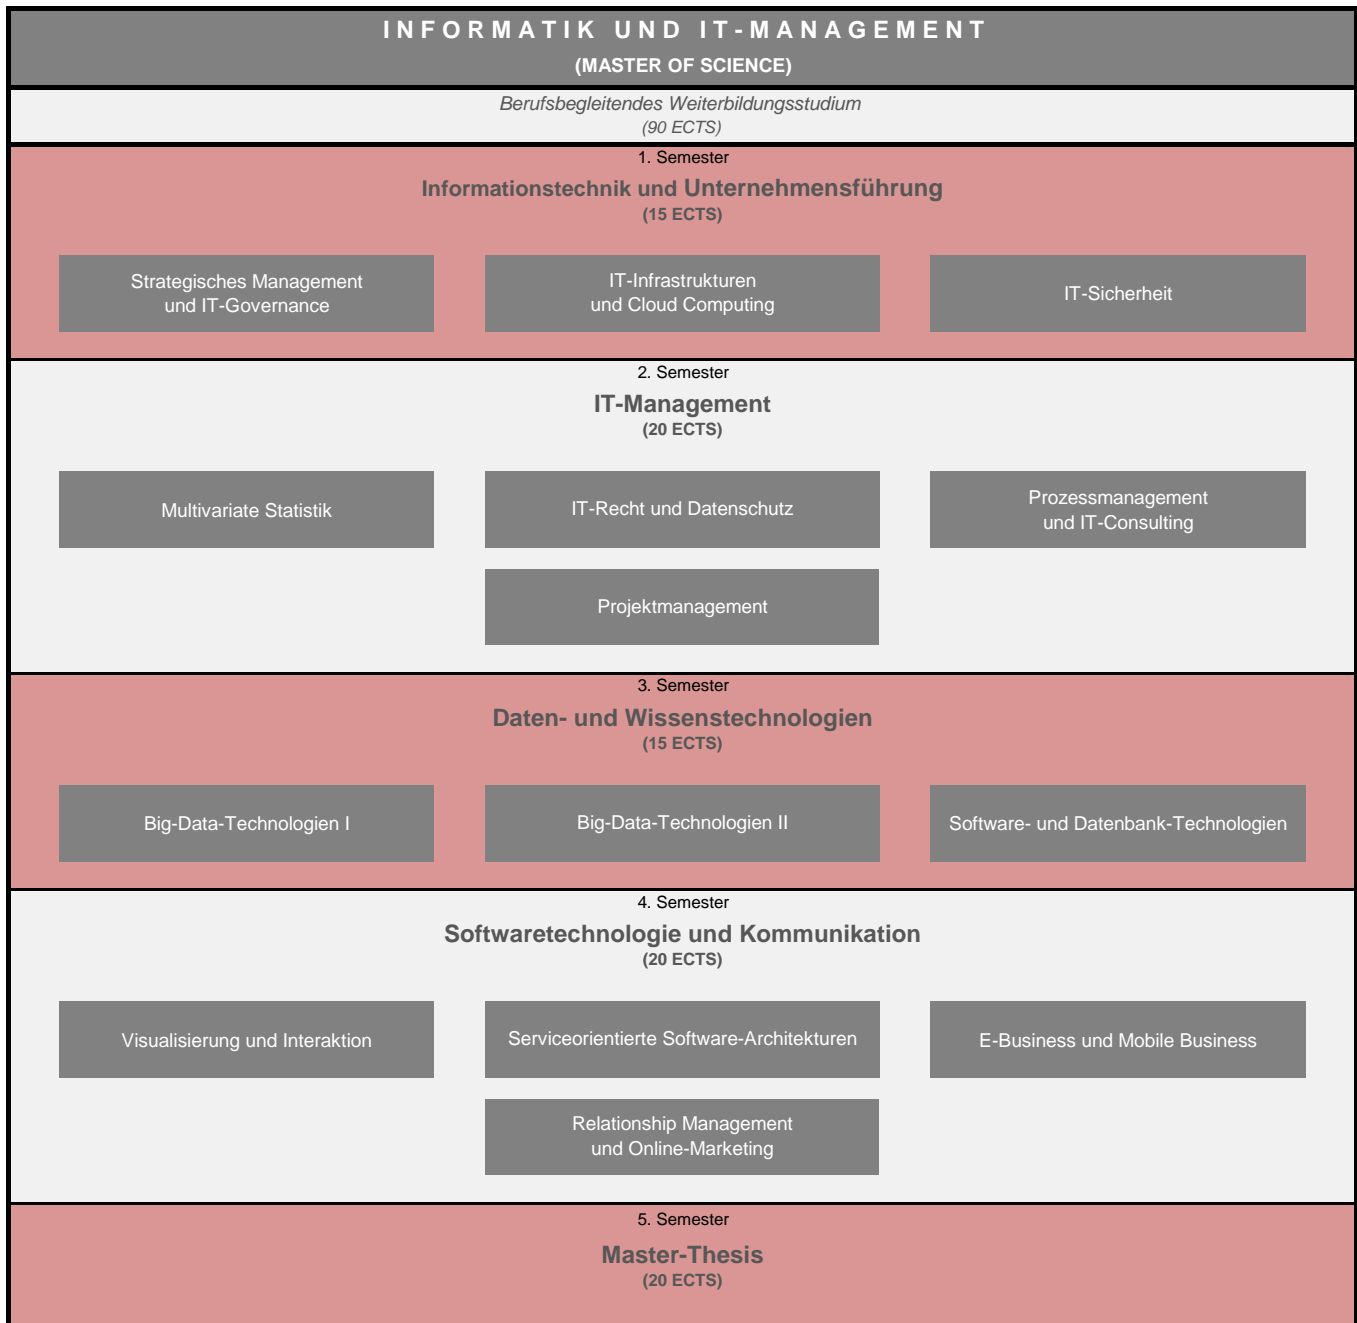 INFORMATIK UND IT-MANAGEMENT
(MASTER OF SCIENCE)
Berufsbegleitendes Weiterbildungsstudium
(90 ECTS)
1. Semester
Informationstechnik und Unternehmensführung
(15 ECTS)
Strategisches Management
und IT-Governance
IT-Infrastrukturen
und Cloud Computing
IT-Sicherheit
2. Semester
IT-Management
(20 ECTS)
Multivariate Statistik
IT-Recht und Datenschutz
Prozessmanagement
und IT-Consulting
Projektmanagement
3. Semester
Daten- und Wissenstechnologien
(15 ECTS)
Big-Data-Technologien I
Big-Data-Technologien II
Software- und Datenbank-Technologien
4. Semester
Softwaretechnologie und Kommunikation
(20 ECTS)
Visualisierung und Interaktion
Serviceorientierte Software-Architekturen
E-Business und Mobile Business
Relationship Management
und Online-Marketing
5. Semester
Master-Thesis
(20 ECTS)